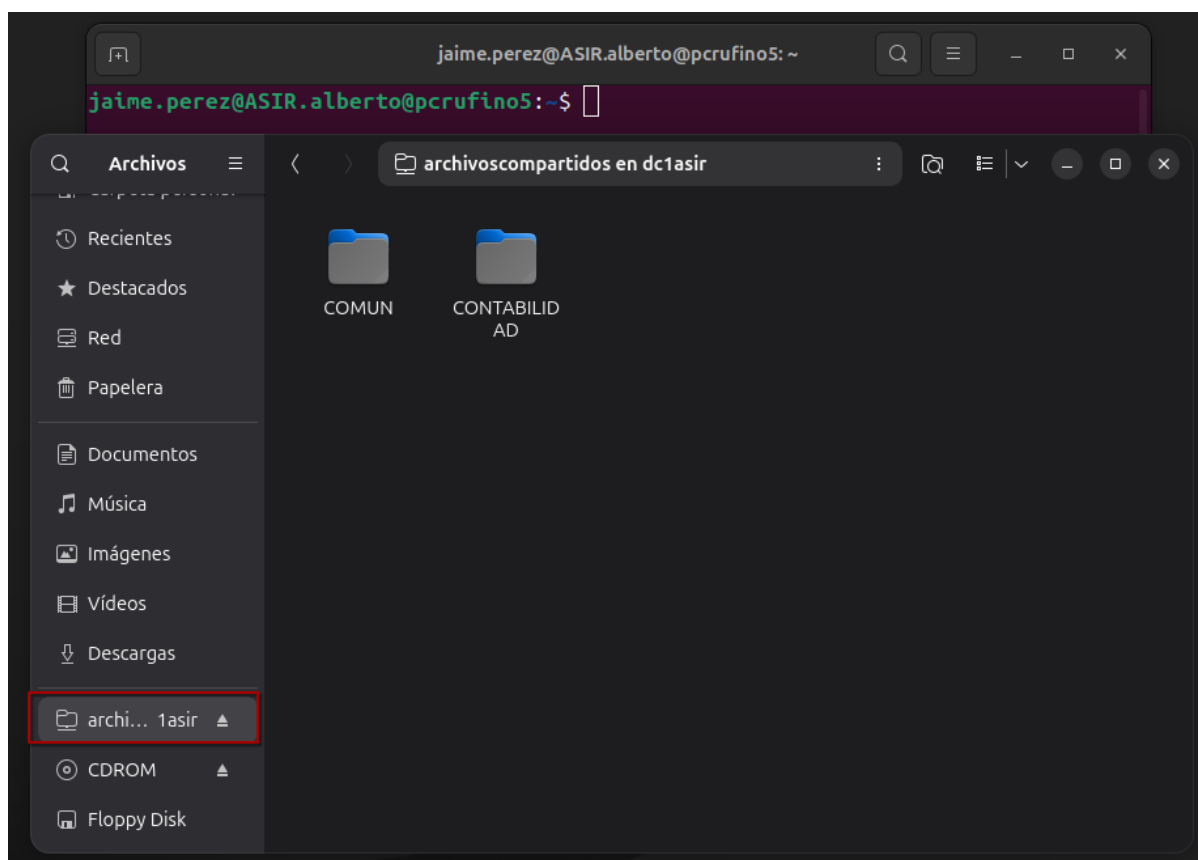 jaime.perez@ASIR.alberto@pcrufino5: ~
jaime.perez@ASIR.alberto@pcrufino5:~$
Archivos
archivoscompartidos en dc1asir
Recientes
Destacados
Red
Papelera
Documentos
Música
Imágenes
Vídeos
Descargas
archi... 1asir
CDROM
Floppy Disk
COMUN
CONTABILID
AD